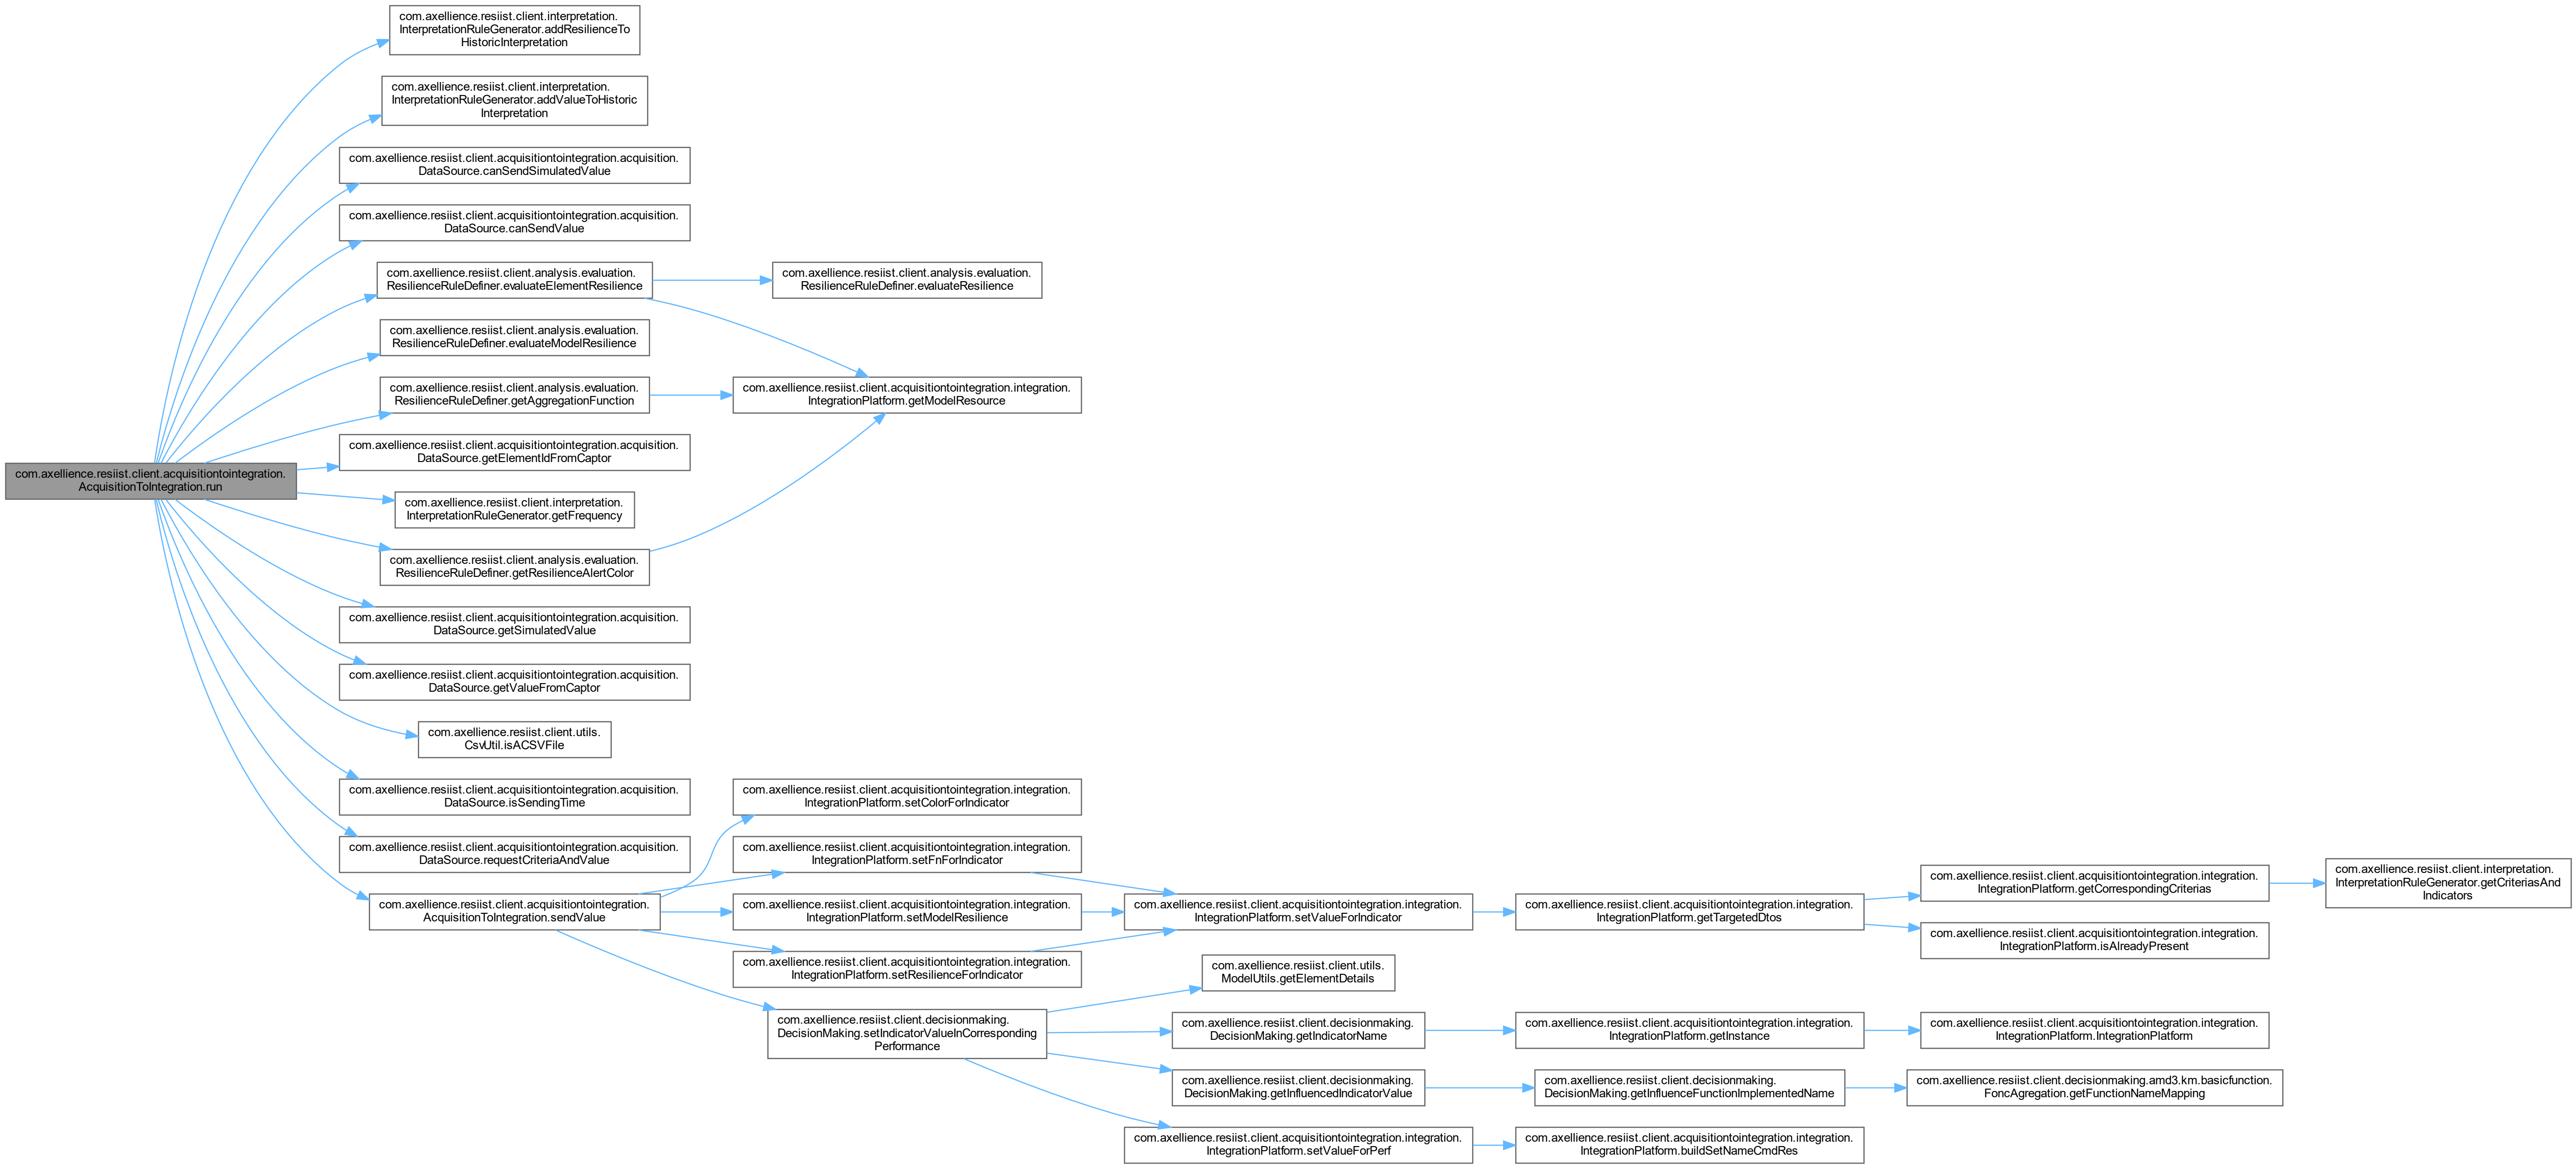 com.axellience.resiist.client.acquisitiontointegration.
AcquisitionToIntegration.run
com.axellience.resiist.client.interpretation.
InterpretationRuleGenerator.addResilienceTo
HistoricInterpretation
com.axellience.resiist.client.interpretation.
InterpretationRuleGenerator.addValueToHistoric
Interpretation
com.axellience.resiist.client.acquisitiontointegration.acquisition.
DataSource.canSendSimulatedValue
com.axellience.resiist.client.acquisitiontointegration.acquisition.
DataSource.canSendValue
com.axellience.resiist.client.analysis.evaluation.
ResilienceRuleDefiner.evaluateElementResilience
com.axellience.resiist.client.analysis.evaluation.
ResilienceRuleDefiner.evaluateResilience
com.axellience.resiist.client.analysis.evaluation.
ResilienceRuleDefiner.evaluateModelResilience
com.axellience.resiist.client.analysis.evaluation.
ResilienceRuleDefiner.getAggregationFunction
com.axellience.resiist.client.acquisitiontointegration.integration.
IntegrationPlatform.getModelResource
com.axellience.resiist.client.acquisitiontointegration.acquisition.
DataSource.getElementIdFromCaptor
com.axellience.resiist.client.interpretation.
InterpretationRuleGenerator.getFrequency
com.axellience.resiist.client.analysis.evaluation.
ResilienceRuleDefiner.getResilienceAlertColor
com.axellience.resiist.client.acquisitiontointegration.acquisition.
DataSource.getSimulatedValue
com.axellience.resiist.client.acquisitiontointegration.acquisition.
DataSource.getValueFromCaptor
com.axellience.resiist.client.utils.
CsvUtil.isACSVFile
com.axellience.resiist.client.acquisitiontointegration.acquisition.
DataSource.isSendingTime
com.axellience.resiist.client.acquisitiontointegration.acquisition.
DataSource.requestCriteriaAndValue
com.axellience.resiist.client.acquisitiontointegration.
AcquisitionToIntegration.sendValue
com.axellience.resiist.client.acquisitiontointegration.integration.
IntegrationPlatform.setColorForIndicator
com.axellience.resiist.client.acquisitiontointegration.integration.
IntegrationPlatform.setFnForIndicator
com.axellience.resiist.client.acquisitiontointegration.integration.
IntegrationPlatform.setModelResilience
com.axellience.resiist.client.acquisitiontointegration.integration.
IntegrationPlatform.setResilienceForIndicator
com.axellience.resiist.client.decisionmaking.
DecisionMaking.setIndicatorValueInCorresponding
Performance
com.axellience.resiist.client.acquisitiontointegration.integration.
IntegrationPlatform.setValueForIndicator
com.axellience.resiist.client.acquisitiontointegration.integration.
IntegrationPlatform.getTargetedDtos
com.axellience.resiist.client.acquisitiontointegration.integration.
IntegrationPlatform.getCorrespondingCriterias
com.axellience.resiist.client.interpretation.
InterpretationRuleGenerator.getCriteriasAnd
Indicators
com.axellience.resiist.client.acquisitiontointegration.integration.
IntegrationPlatform.isAlreadyPresent
com.axellience.resiist.client.utils.
ModelUtils.getElementDetails
com.axellience.resiist.client.decisionmaking.
DecisionMaking.getIndicatorName
com.axellience.resiist.client.acquisitiontointegration.integration.
IntegrationPlatform.getInstance
com.axellience.resiist.client.acquisitiontointegration.integration.
IntegrationPlatform.IntegrationPlatform
com.axellience.resiist.client.decisionmaking.
DecisionMaking.getInfluencedIndicatorValue
com.axellience.resiist.client.decisionmaking.
DecisionMaking.getInfluenceFunctionImplementedName
com.axellience.resiist.client.decisionmaking.amd3.km.basicfunction.
FoncAgregation.getFunctionNameMapping
com.axellience.resiist.client.acquisitiontointegration.integration.
IntegrationPlatform.setValueForPerf
com.axellience.resiist.client.acquisitiontointegration.integration.
IntegrationPlatform.buildSetNameCmdRes